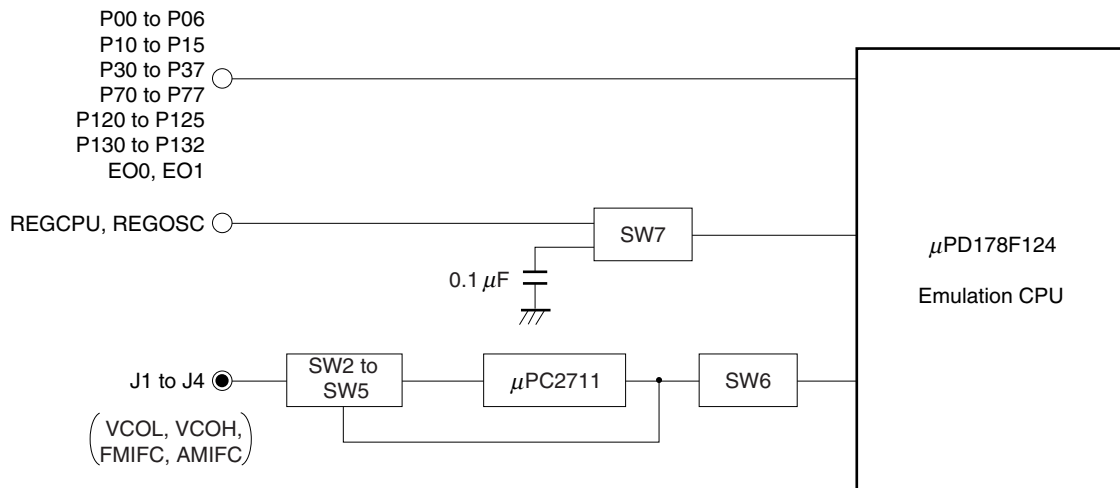 P00 to P06
P10 to P15
P30 to P37
P70 to P77
P120 to P125
P130 to P132
EO0, EO1
REGCPU, REGOSC
SW7
0.1 μF
μPD178F124
Emulation CPU
J1 to J4
SW2 to
SW5
μPC2711
SW6
(VCOL, VCOH,
FMIFC, AMIFC)